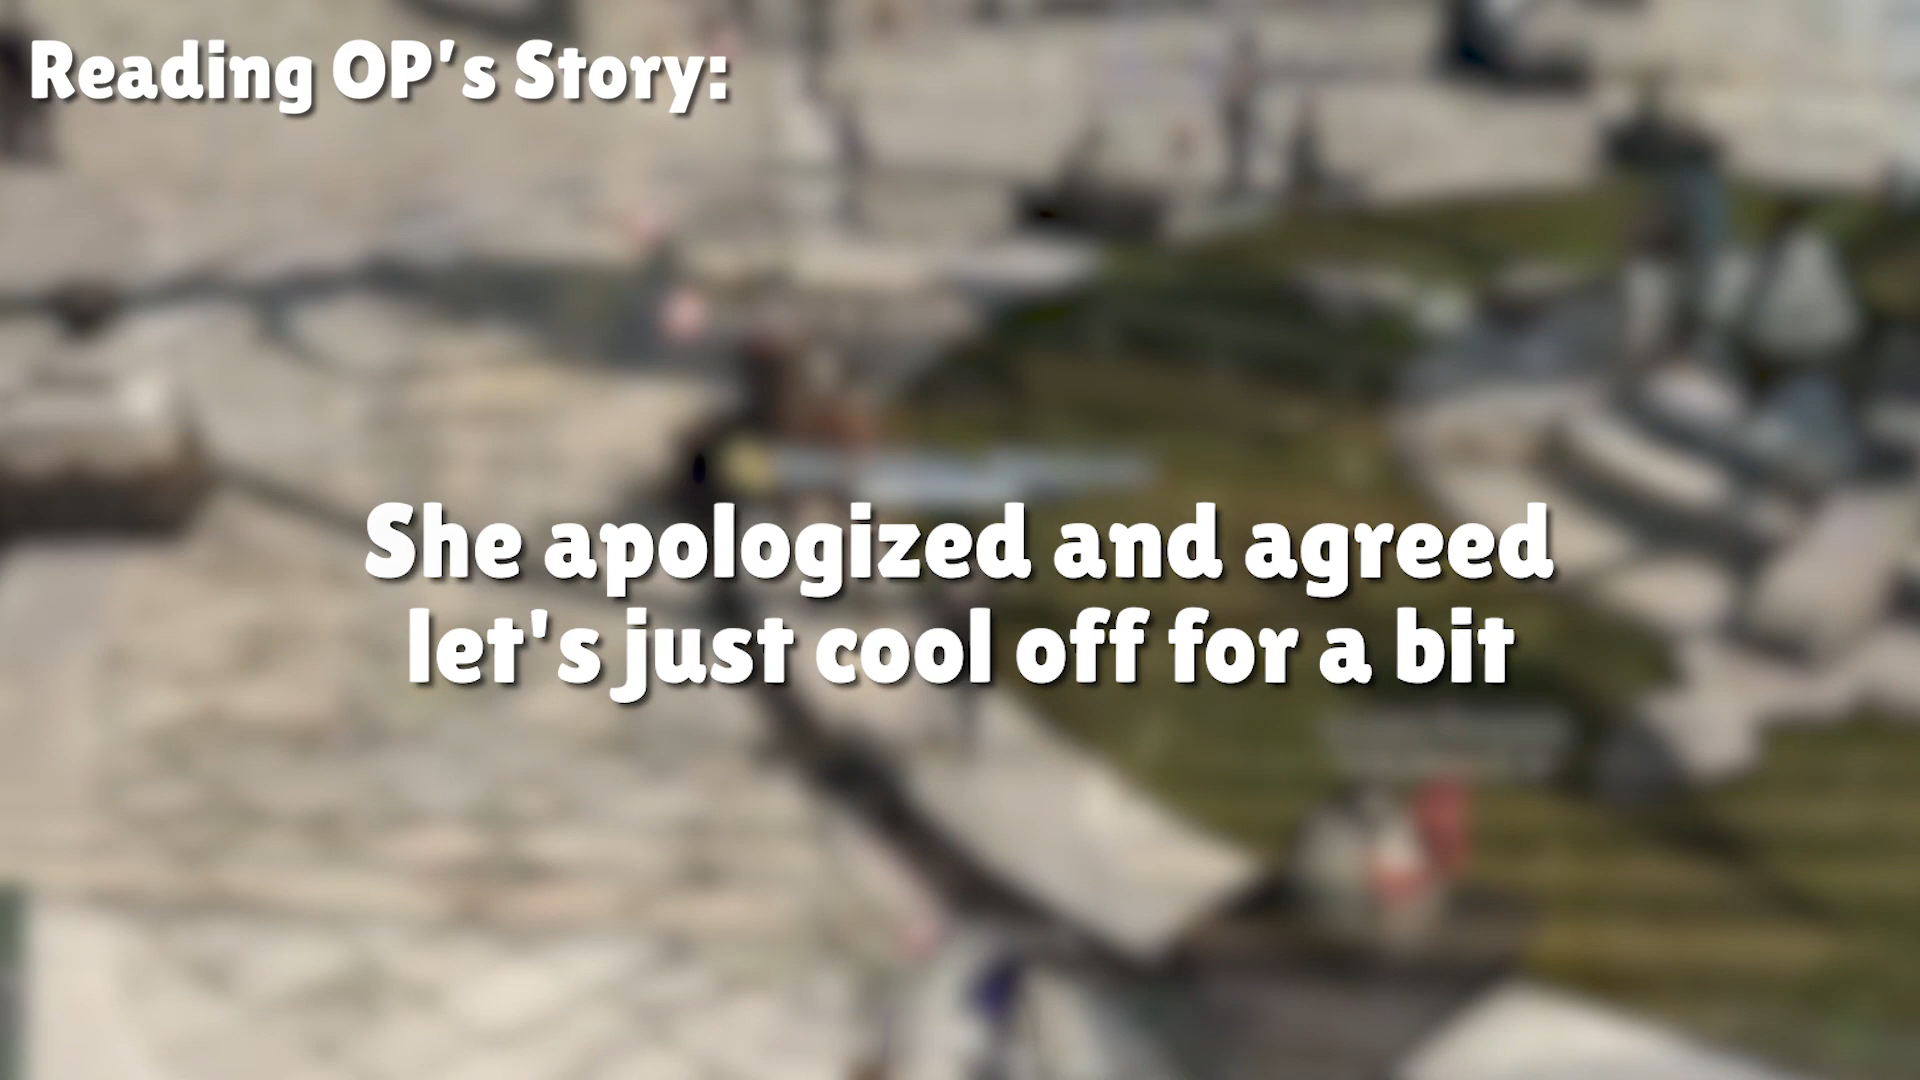 Reading OP's Story:
She apologized and agreed
let's just cool off for a bit